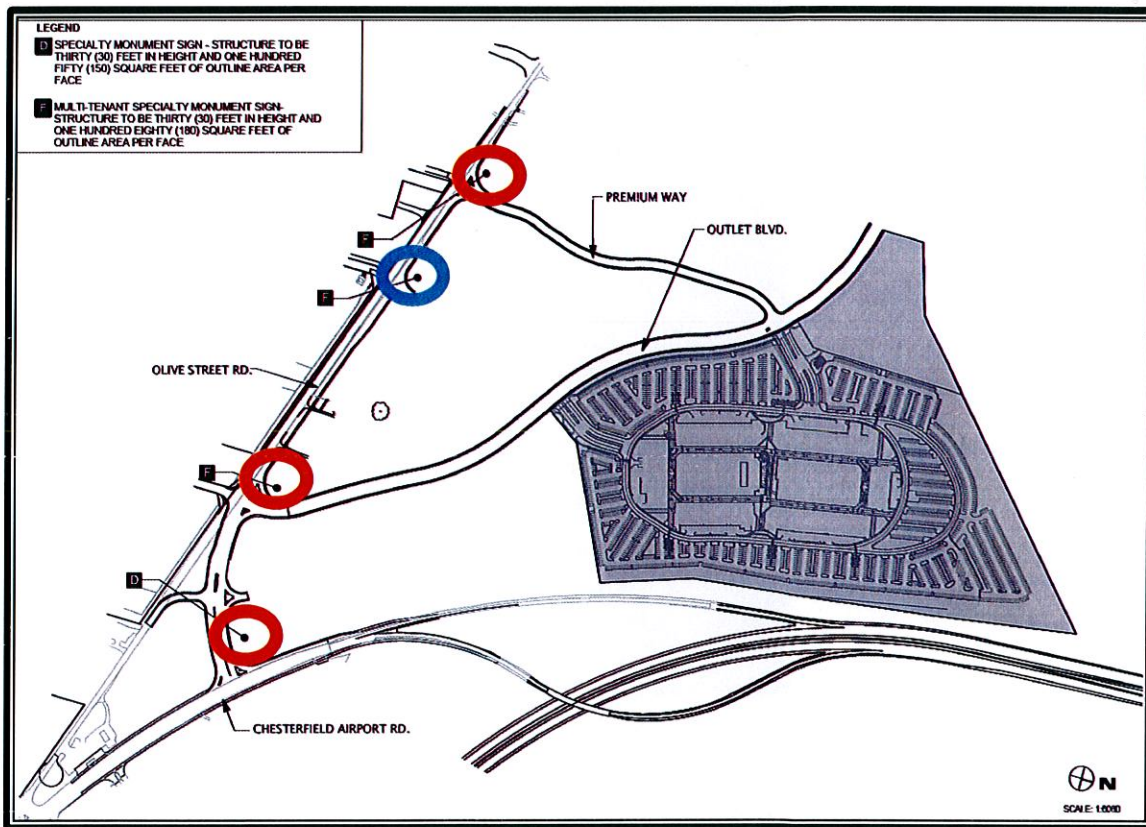 LEGEND
D SPECIALTY MONUMENT SIGN - STRUCTURE TO BE
THIRTY (30) FEET IN HEIGHT AND ONE HUNDRED
FIFTY (150) SQUARE FEET OF OUTLINE AREA PER
FACE
F MULTI-TENANT SPECIALTY MONUMENT SIGN-
STRUCTURE TO BE THIRTY (30) FEET IN HEIGHT AND
ONE HUNDRED EIGHTY (180) SQUARE FEET OF
OUTLINE AREA PER FACE
PREMIUM WAY
OUTLET BLVD.
F
F
OLIVE STREET RD.
F
D
CHESTERFIELD AIRPORT RD.
N
SCALE: